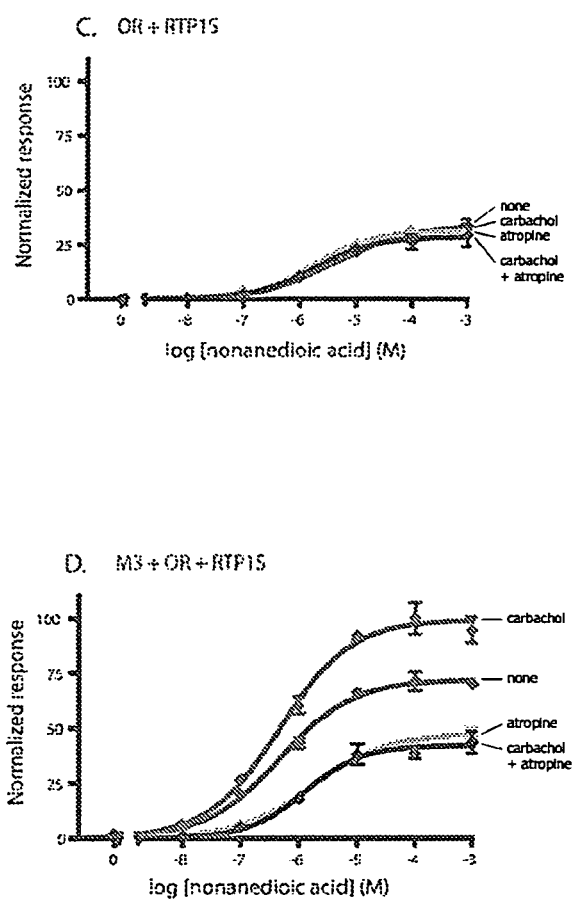 C. OR + RTP1S
Normalized response
100
75
50
25
0
none
carbachol
atropine
carbachol
+ atropine
0 -8 -7 -6 -5 -4 -3
log [nonanedioic acid] (M)
D. M3 + OR + RTP1S
Normalized response
100
75
50
25
0
carbachol
none
atropine
carbachol
+ atropine
0 -8 -7 -6 -5 -4 -3
log [nonanedioic acid] (M)